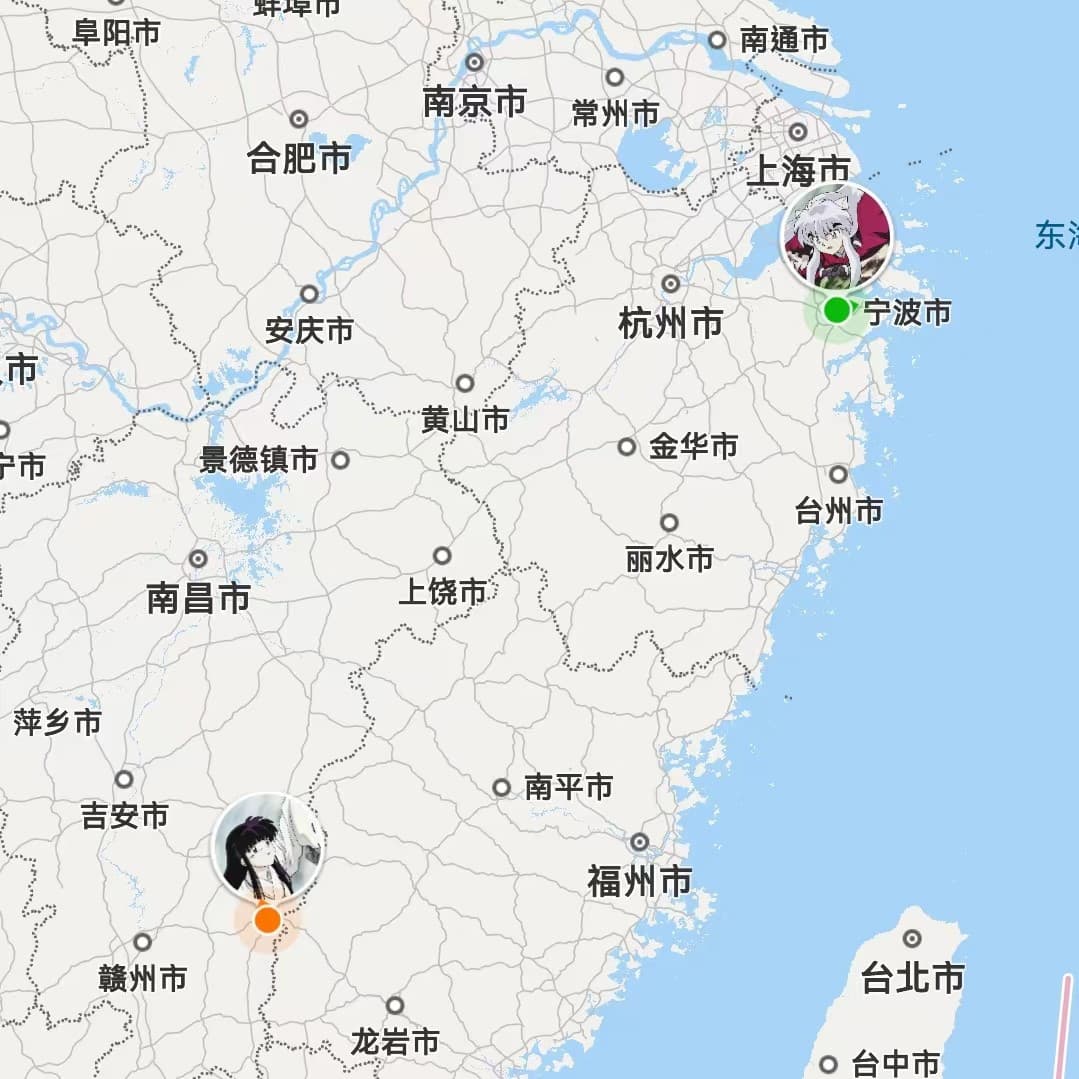 蚌埠市
阜阳市
南通市
南京市
常州市
合肥市
上海市
东海
宁波市
杭州市
安庆市
市
黄山市
金华市
景德镇市
宁市
台州市
丽水市
上饶市
南昌市
萍乡市
南平市
吉安市
福州市
赣州市
台北市
龙岩市
台中市